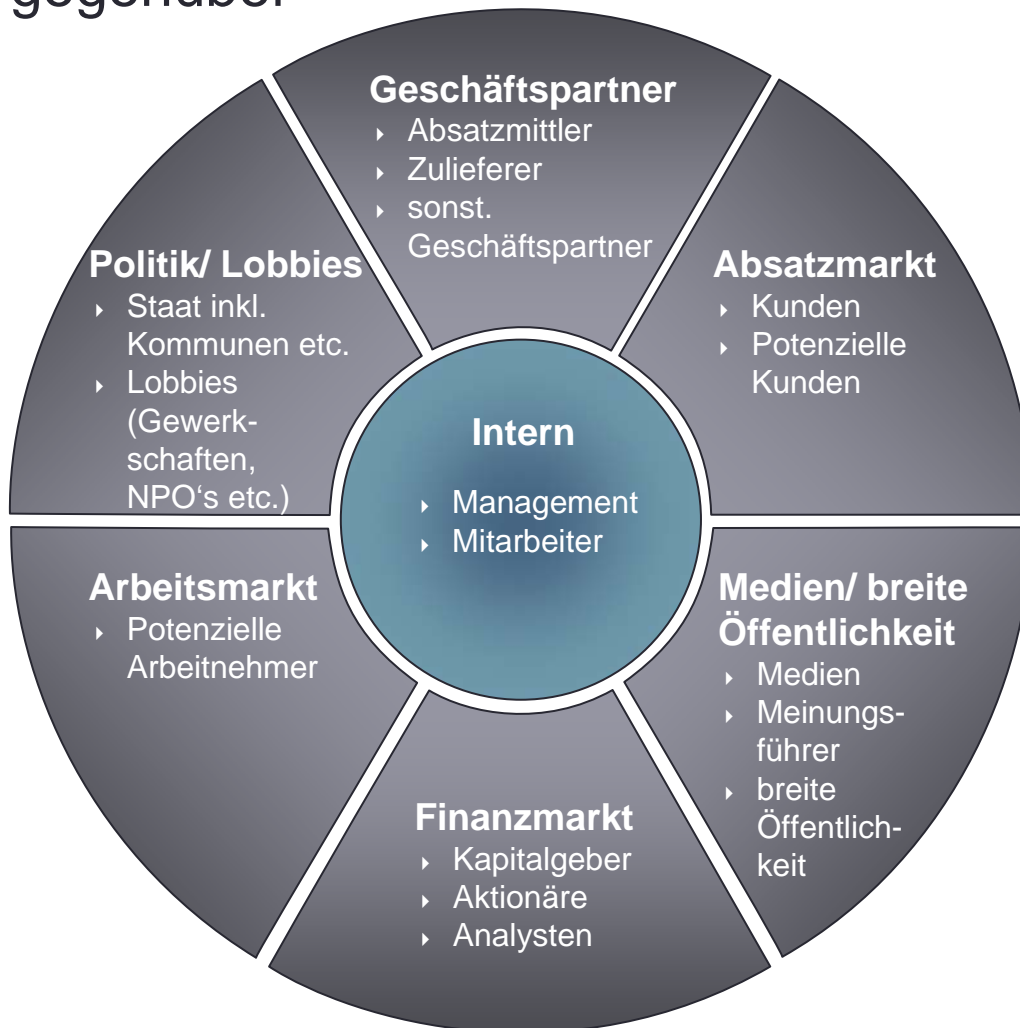 gegenüber
Geschäftspartner
Absatzmittler
Zulieferer
sonst.
Geschäftspartner
Politik/ Lobbies
Staat inkl.
Kommunen etc.
Lobbies
(Gewerk-
schaften,
NPO‘s etc.)
Absatzmarkt
Kunden
Potenzielle
Kunden
Intern
Management
Mitarbeiter
Arbeitsmarkt
Potenzielle
Arbeitnehmer
Medien/ breite
Öffentlichkeit
Medien
Meinungs-
führer
breite
Öffentlich-
keit
Finanzmarkt
Kapitalgeber
Aktionäre
Analysten